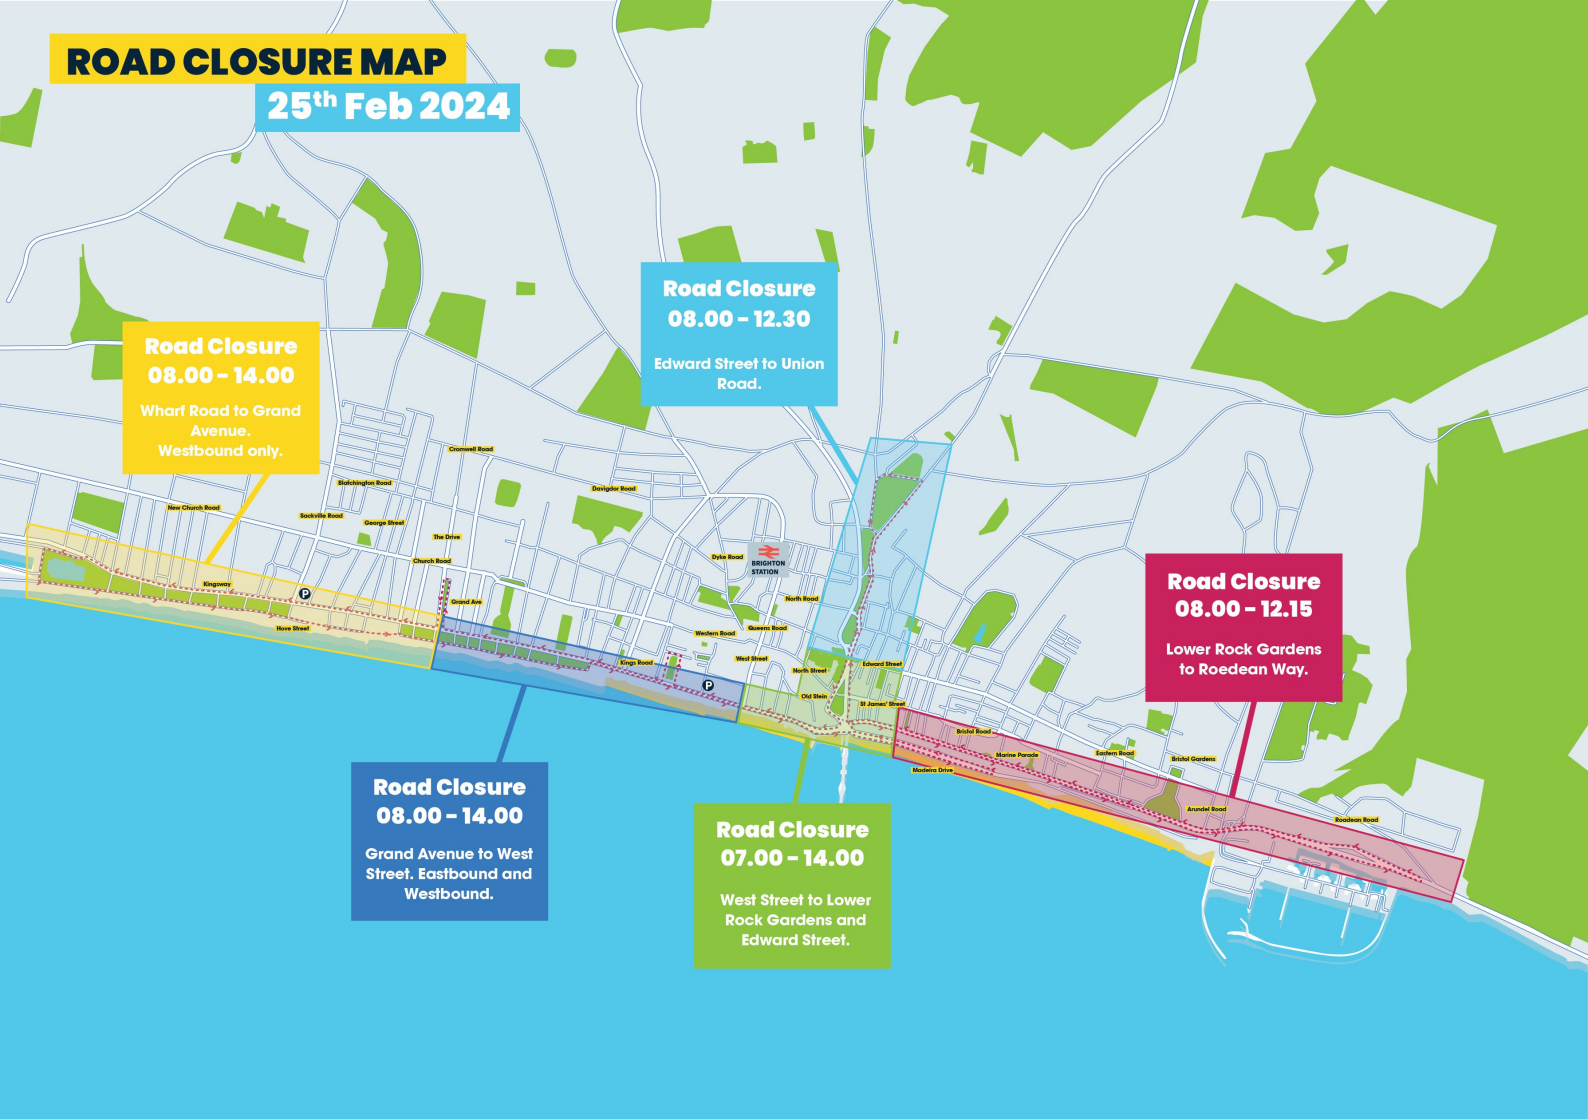 ROAD CLOSURE MAP
25th Feb 2024
Road Closure
08.00 – 12.30
Edward Street to Union
Road.
Road Closure
08.00 – 14.00
Wharf Road to Grand
Avenue.
Westbound only.
Cromwell Road
Blatchington Road
Davigdor Road
New Church Road
Sackville Road
George Street
The Drive
Church Road
Dyke Road
BRIGHTON
STATION
Kingsway
P
Grand Ave
North Road
Hove Street
Western Road
Queens Road
Kings Road
West Street
North Street
Edward Street
P
Old Stein
St James' Street
Road Closure
08.00 – 12.15
Lower Rock Gardens
to Roedean Way.
Bristol Road
Marine Parade
Eastern Road
Bristol Gardens
Madeira Drive
Arundel Road
Roadean Road
Road Closure
08.00 – 14.00
Grand Avenue to West
Street. Eastbound and
Westbound.
Road Closure
07.00 – 14.00
West Street to Lower
Rock Gardens and
Edward Street.